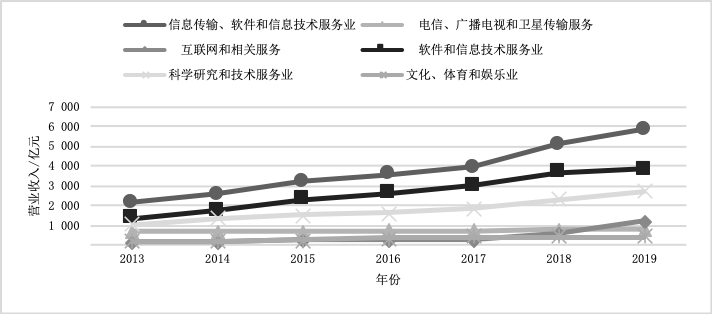 信息传输、软件和信息技术服务业 电信、广播电视和卫星传输服务
互联网和相关服务 软件和信息技术服务业
科学研究和技术服务业 文化、体育和娱乐业
7 000
6 000
5 000
4 000
3 000
2 000
1 000
营业收入/亿元
2013 2014 2015 2016 2017 2018 2019
年份